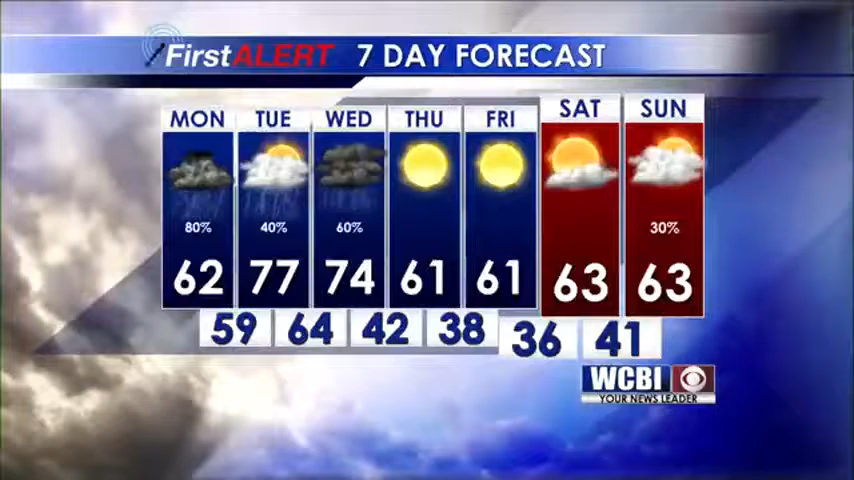 FirstALERT 7 DAY FORECAST
MON TUE WED THU FRI SAT SUN
80% 40% 60% 30%
62 77 74 61 61 63 63
59 64 42 38 36 41
WCBI
YOUR NEWS LEADER